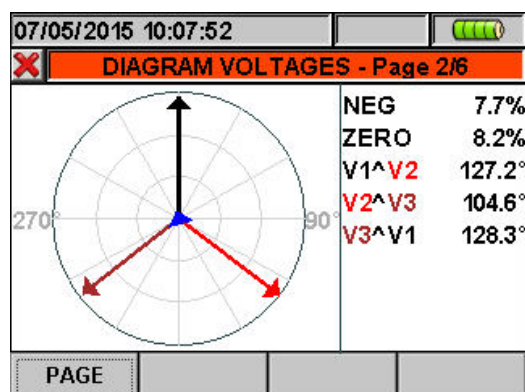 07/05/2015 10:07:52
DIAGRAM VOLTAGES - Page 2/6
NEG 7.7%
ZERO 8.2%
V1^V2 127.2°
V2^V3 104.6°
V3^V1 128.3°
270° 90°
PAGE